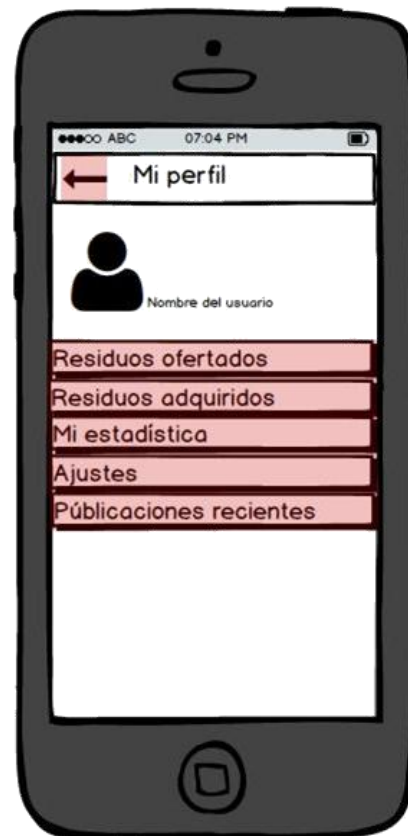 ABC 07:04 PM
Mi perfil
Nombre del usuario
Residuos ofertados
Residuos adquiridos
Mi estadística
Ajustes
Públicaciones recientes